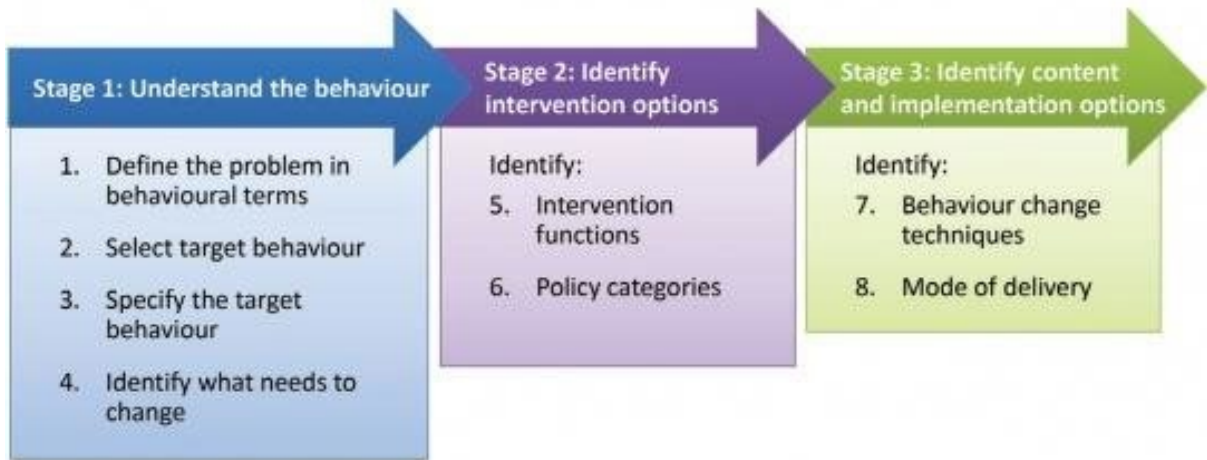 Stage 1: Understand the behaviour
1. Define the problem in
behavioural terms
2. Select target behaviour
3. Specify the target
behaviour
4. Identify what needs to
change
Stage 2: Identify
intervention options
Identify:
5. Intervention
functions
6. Policy categories
Stage 3: Identify content
and implementation options
Identify:
7. Behaviour change
techniques
8. Mode of delivery